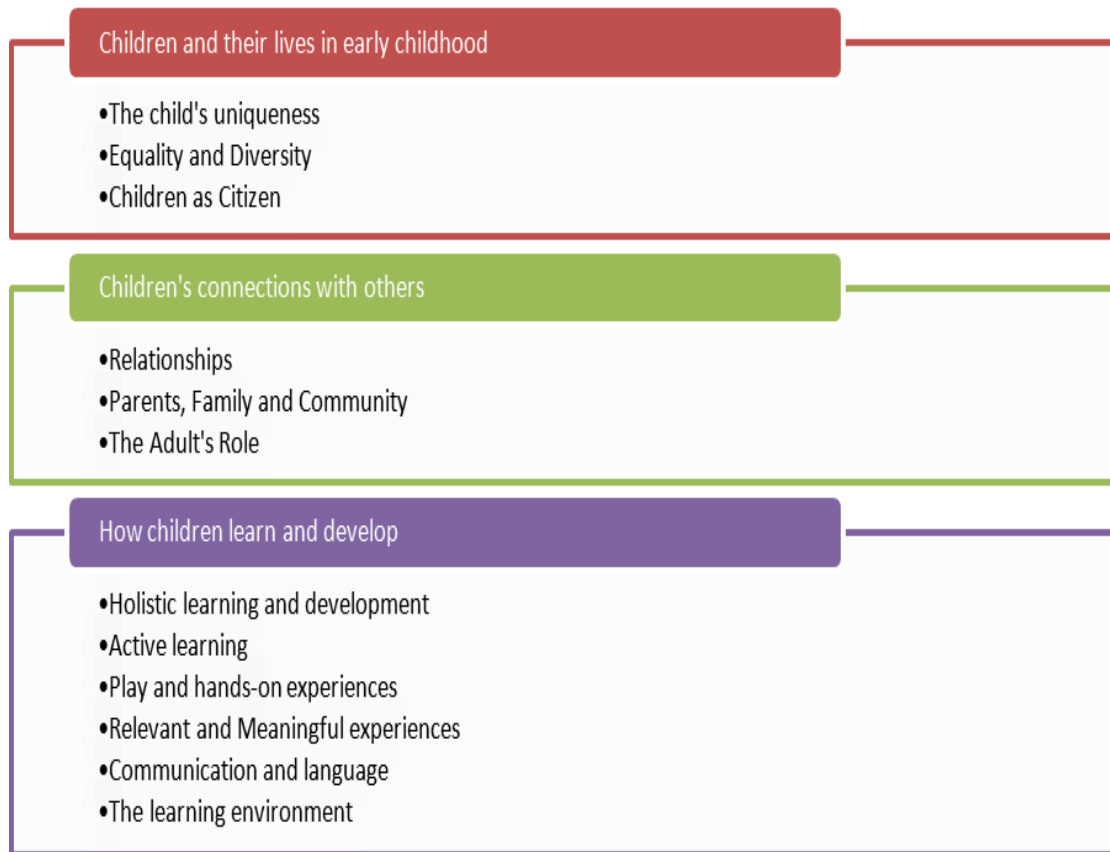 Children and their lives in early childhood
•The child's uniqueness
•Equality and Diversity
•Children as Citizen
Children's connections with others
•Relationships
•Parents, Family and Community
•The Adult's Role
How children learn and develop
•Holistic learning and development
•Active learning
•Play and hands-on experiences
•Relevant and Meaningful experiences
•Communication and language
•The learning environment